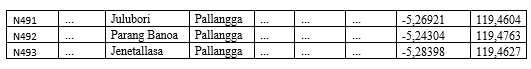 N491 ... Julubori Pallangga ... ... ... -5,26921 119,4604
N492 ... Parang Banoa Pallangga ... ... ... -5,24304 119,4763
N493 ... Jenetallasa Pallangga ... ... ... -5,28398 119,4627